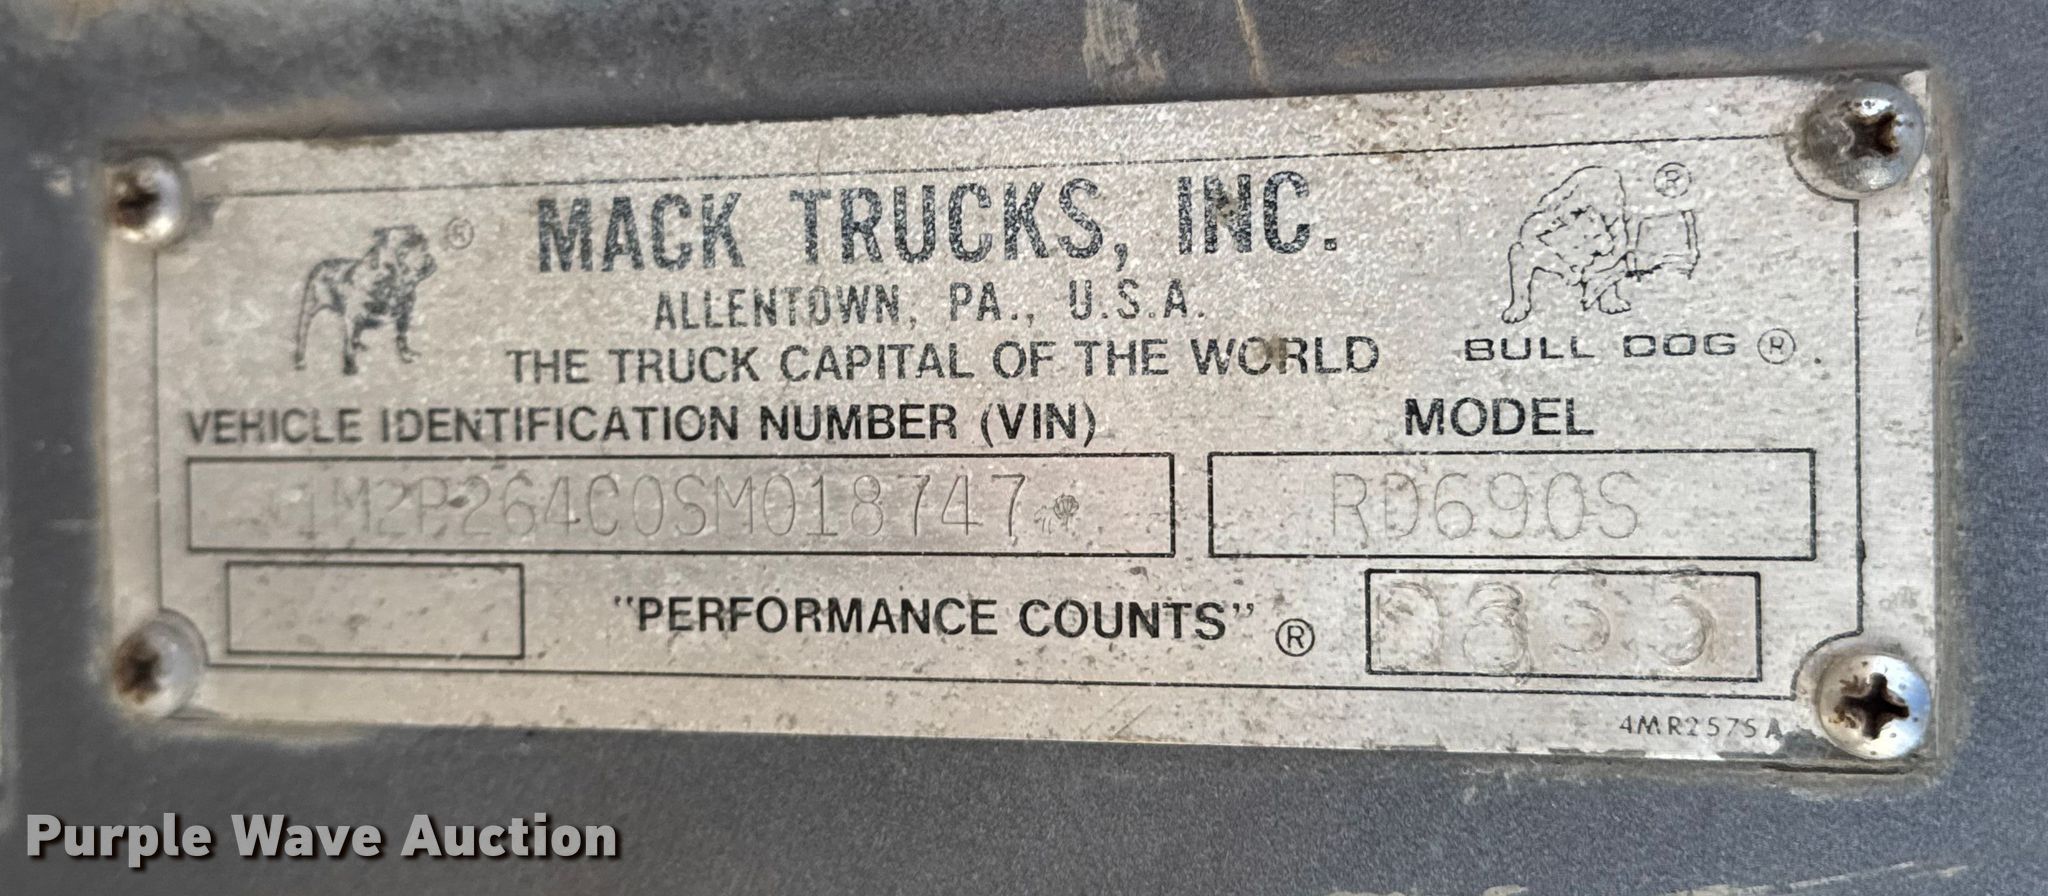 MACK TRUCKS, INC.
ALLENTOWN, PA., U.S.A.
THE TRUCK CAPITAL OF THE WORLD
BULL DOG ® .
VEHICLE IDENTIFICATION NUMBER (VIN)
MODEL
1M2P264C0SM018747
RD690S
"PERFORMANCE COUNTS" ®
4MR2575A
Purple Wave Auction